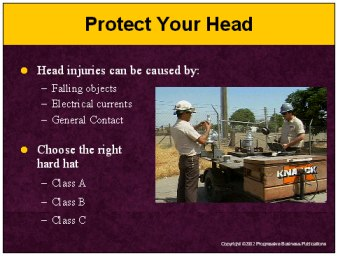 Protect Your Head
Head injuries can be caused by:
– Falling objects
– Electrical currents
– General Contact
Choose the right
hard hat
– Class A
– Class B
– Class C
KNAACK
Copyright ©2002 Progressive Business Publications